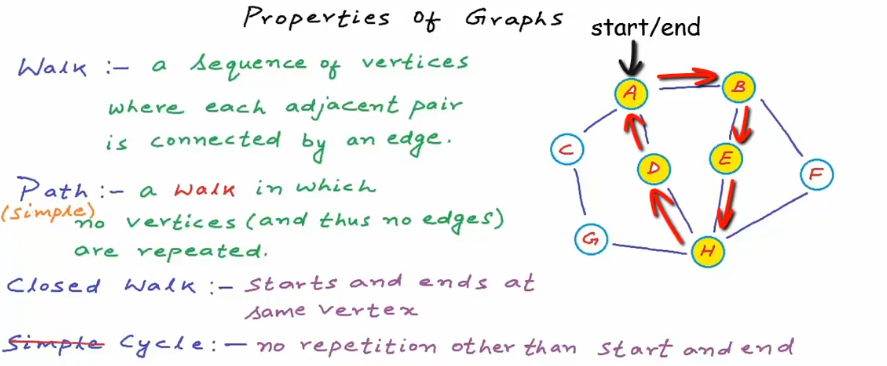 Properties of Graphs
start/end
Walk :- a sequence of vertices
where each adjacent pair
is connected by an edge.
Path :- a walk in which
(simple) no vertices (and thus no edges)
are repeated.
Closed Walk :- starts and ends at
same vertex
Simple Cycle :- no repetition other than start and end
A
B
C
D
E
F
G
H